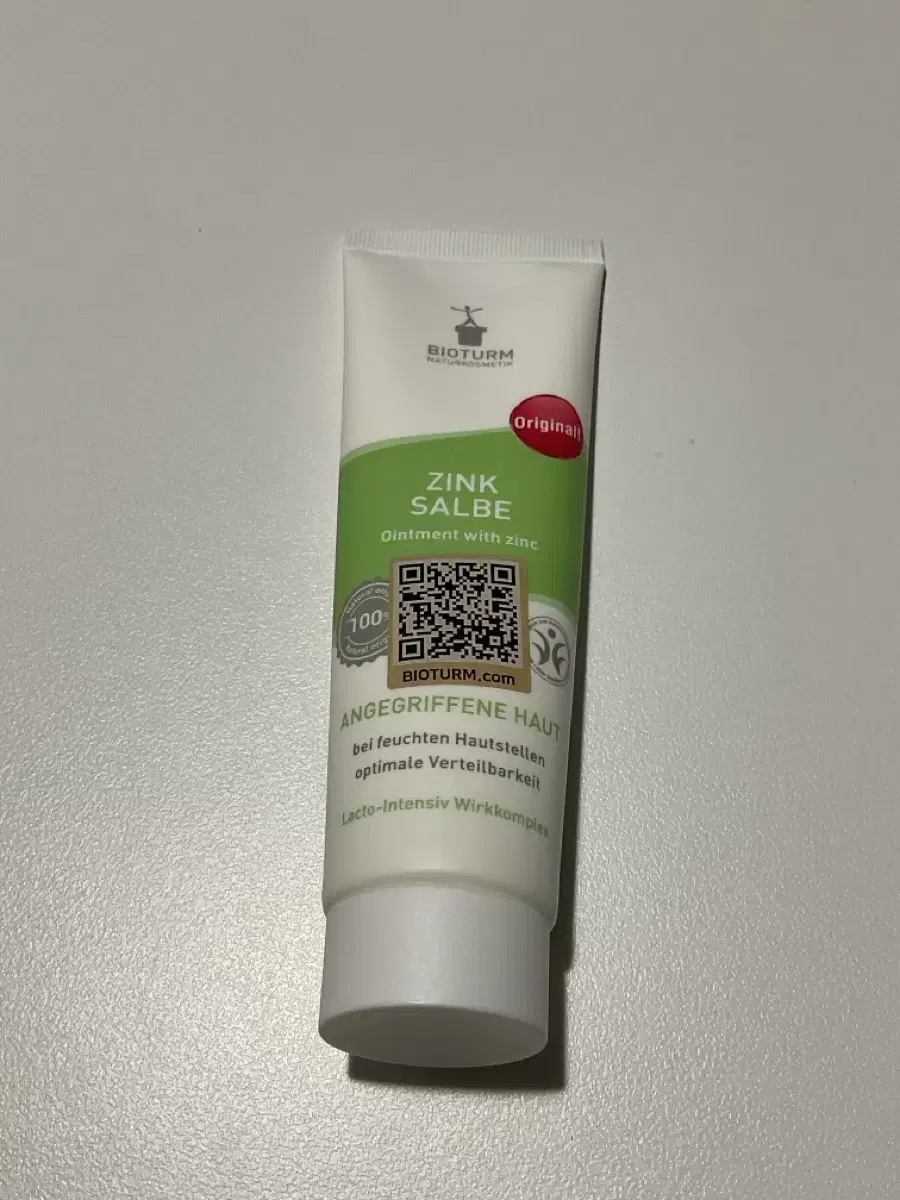 BIOTURM
NATURKOSMETIK
Original!
ZINK
SALBE
Ointment with zinc
100%
BIOTURM.com
ANGEGRIFFENE HAUT
bei feuchten Hautstellen
optimale Verteilbarkeit
Lacto-Intensiv Wirkkomplex